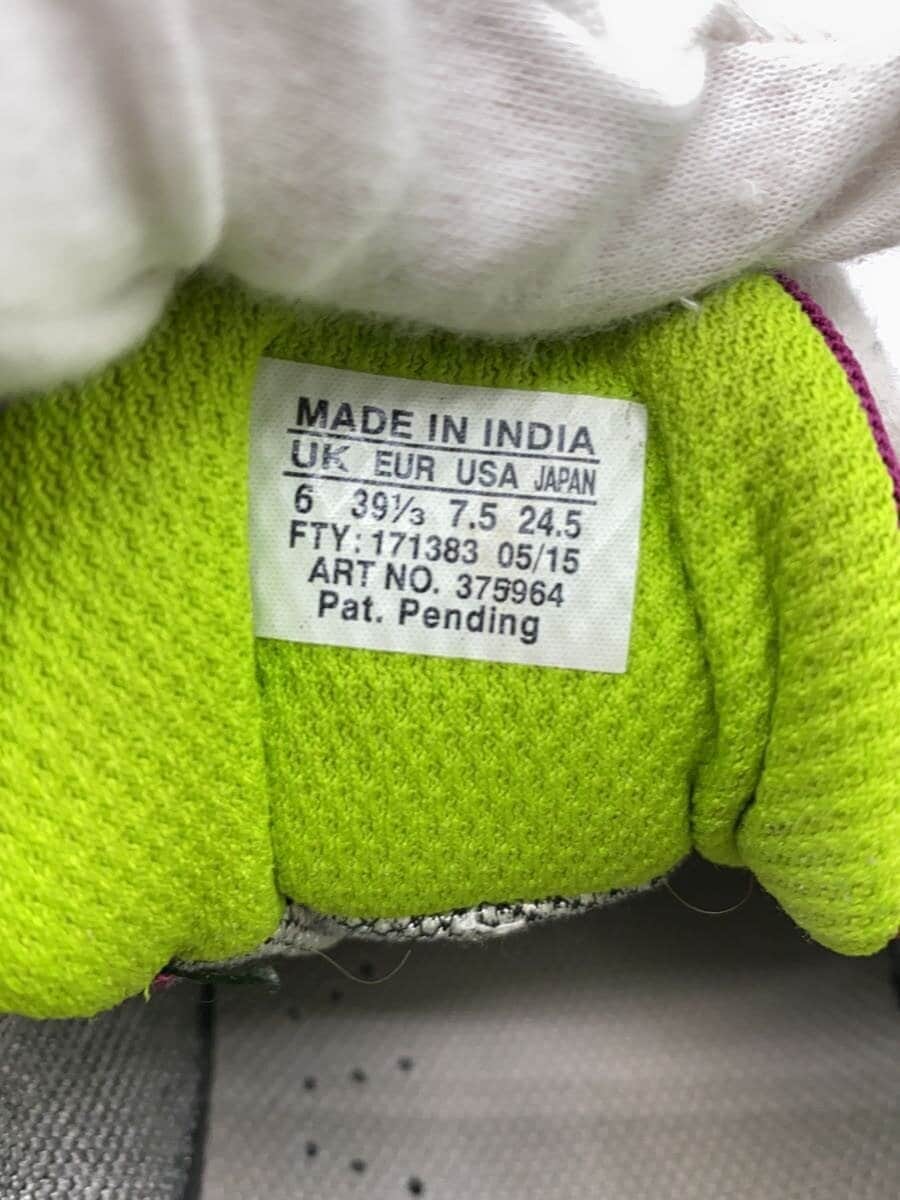 MADE IN INDIA
UK EUR USA JAPAN
6 39⅓ 7.5 24.5
FTY: 171383 05/15
ART NO. 375964
Pat. Pending